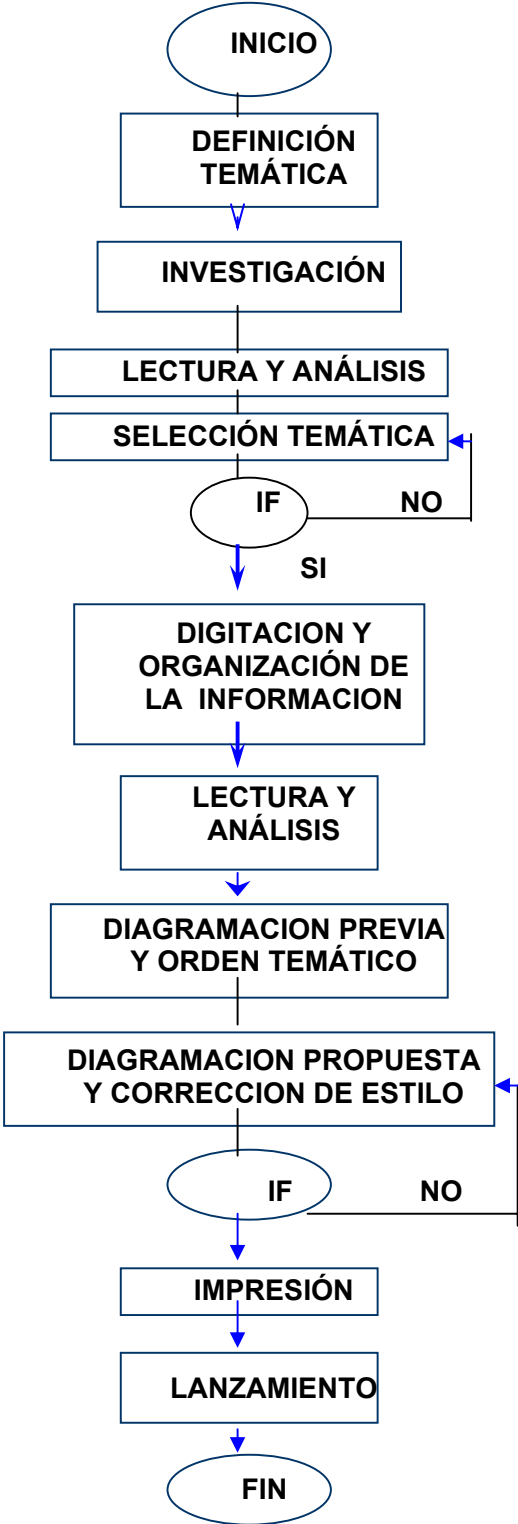 INICIO
DEFINICIÓN
TEMÁTICA
INVESTIGACIÓN
LECTURA Y ANÁLISIS
SELECCIÓN TEMÁTICA
IF
NO
SI
DIGITACION Y
ORGANIZACIÓN DE
LA INFORMACION
LECTURA Y
ANÁLISIS
DIAGRAMACION PREVIA
Y ORDEN TEMÁTICO
DIAGRAMACION PROPUESTA
Y CORRECCION DE ESTILO
IF
NO
IMPRESIÓN
LANZAMIENTO
FIN